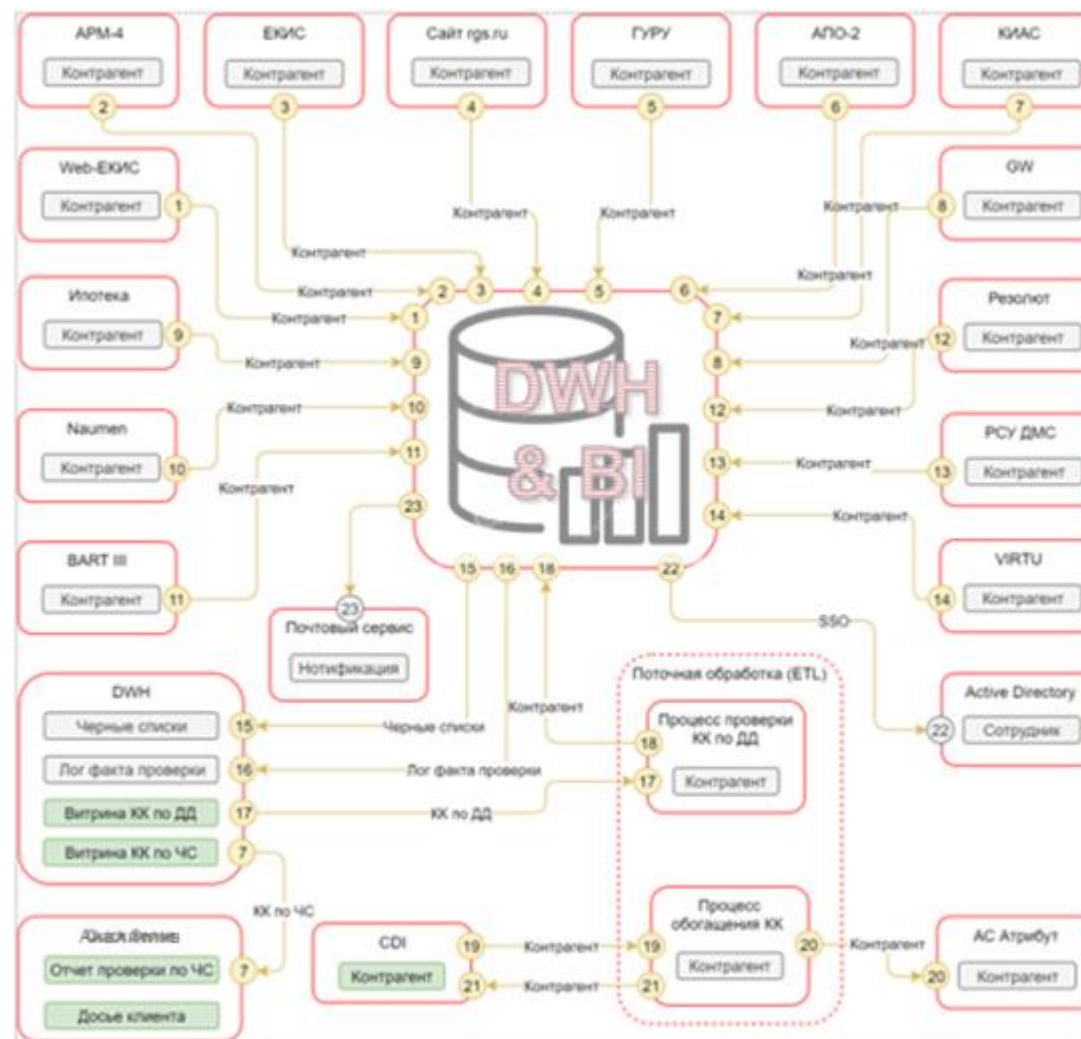 АРМ-4
Контрагент
2
ЕКИС
Контрагент
3
Сайт rgs.ru
Контрагент
4
ГУРУ
Контрагент
5
АПО-2
Контрагент
6
КИАС
Контрагент
7
Web-ЕКИС
Контрагент
1
GW
Контрагент
8
Контрагент
Контрагент
Контрагент
Контрагент
Контрагент
Контрагент
Контрагент
Ипотека
Контрагент
9
Резолют
Контрагент
12
Контрагент
Контрагент
Контрагент
Naumen
Контрагент
10
Контрагент
Контрагент
РСУ ДМС
Контрагент
13
Контрагент
Контрагент
BART III
Контрагент
11
VIRTU
Контрагент
14
Контрагент
2
3
4
5
6
1
7
9
8
10
12
11
13
23
14
15
16
18
22
DWH
& BI
23
Почтовый сервис
Нотификация
SSO
Active Directory
Сотрудник
22
DWH
Черные списки
15
Лог факта проверки
16
Витрина КК по ДД
17
Витрина КК по ЧС
7
Черные списки
Лог факта проверки
КК по ДД
Контрагент
КК по ЧС
Поточная обработка (ETL)
Процесс проверки
КК по ДД
Контрагент
18
17
Процесс
обогащения КК
Контрагент
19
21
20
Отчет проверки по ЧС
7
Досье клиента
CDI
Контрагент
19
21
Контрагент
Контрагент
Контрагент
АС Атрибут
Контрагент
20